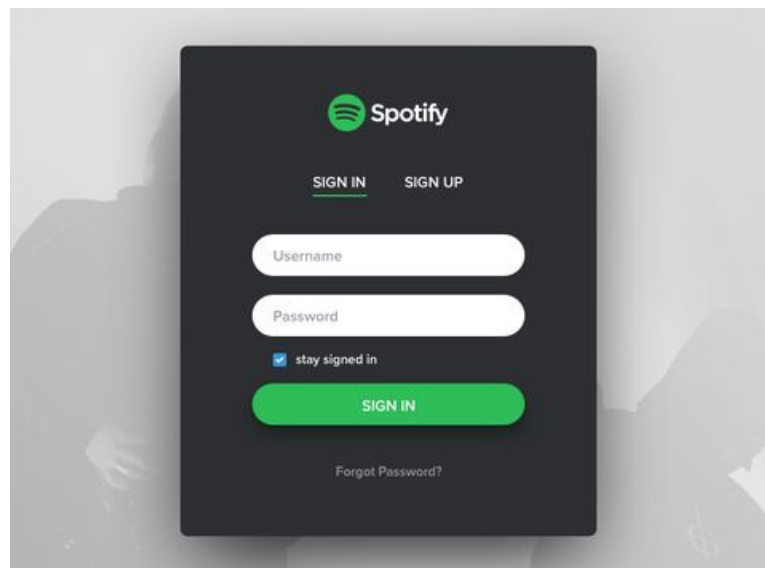 Spotify
SIGN IN SIGN UP
Username
Password
stay signed in
SIGN IN
Forgot Password?